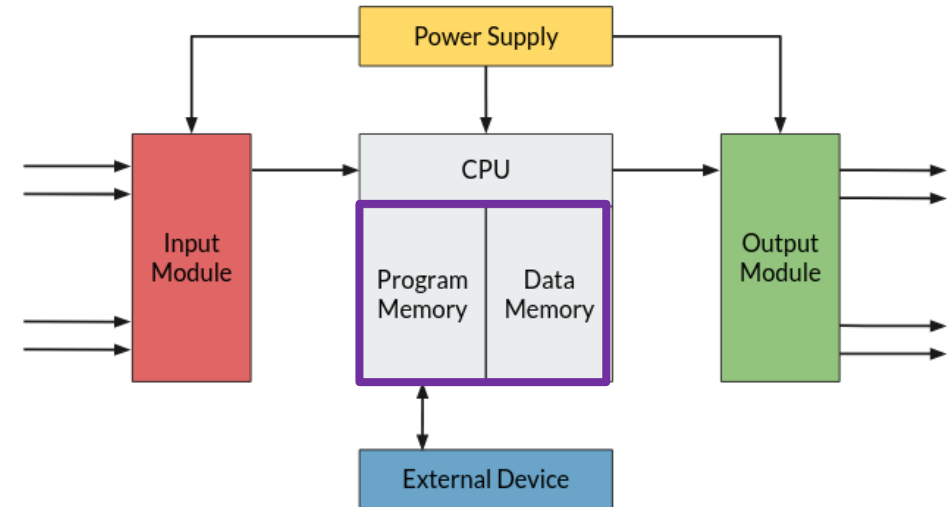 Power Supply
CPU
Input
Module
Program
Memory
Data
Memory
Output
Module
External Device